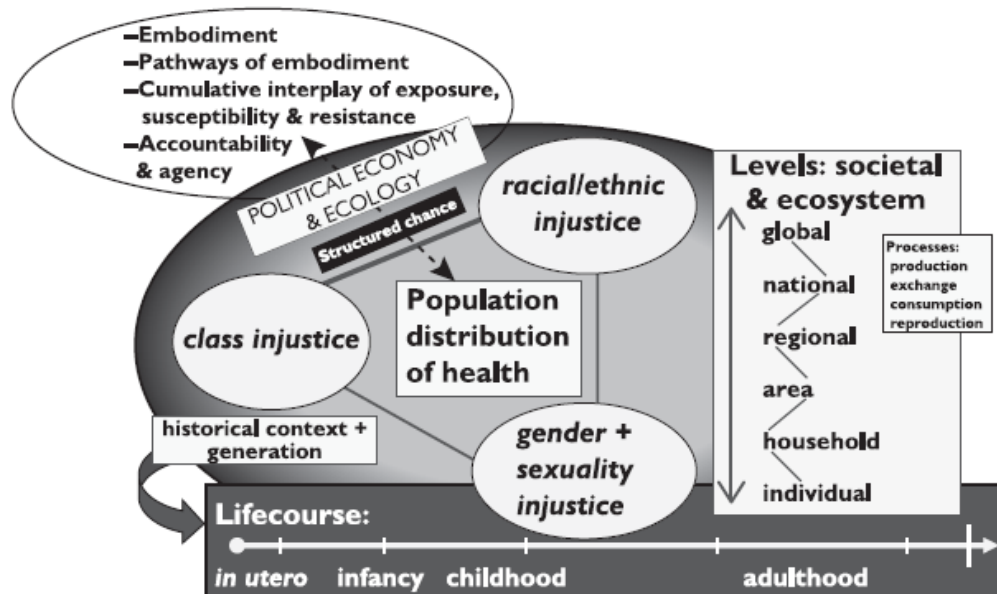 –Embodiment
–Pathways of embodiment
–Cumulative interplay of exposure,
susceptibility & resistance
–Accountability
& agency
POLITICAL ECONOMY
& ECOLOGY
Structured chance
racial/ethnic
injustice
class injustice
Population
distribution
of health
gender +
sexuality
injustice
historical context +
generation
Levels: societal
& ecosystem
global
national
regional
area
household
individual
Processes:
production
exchange
consumption
reproduction
Lifecourse:
in utero
infancy
childhood
adulthood